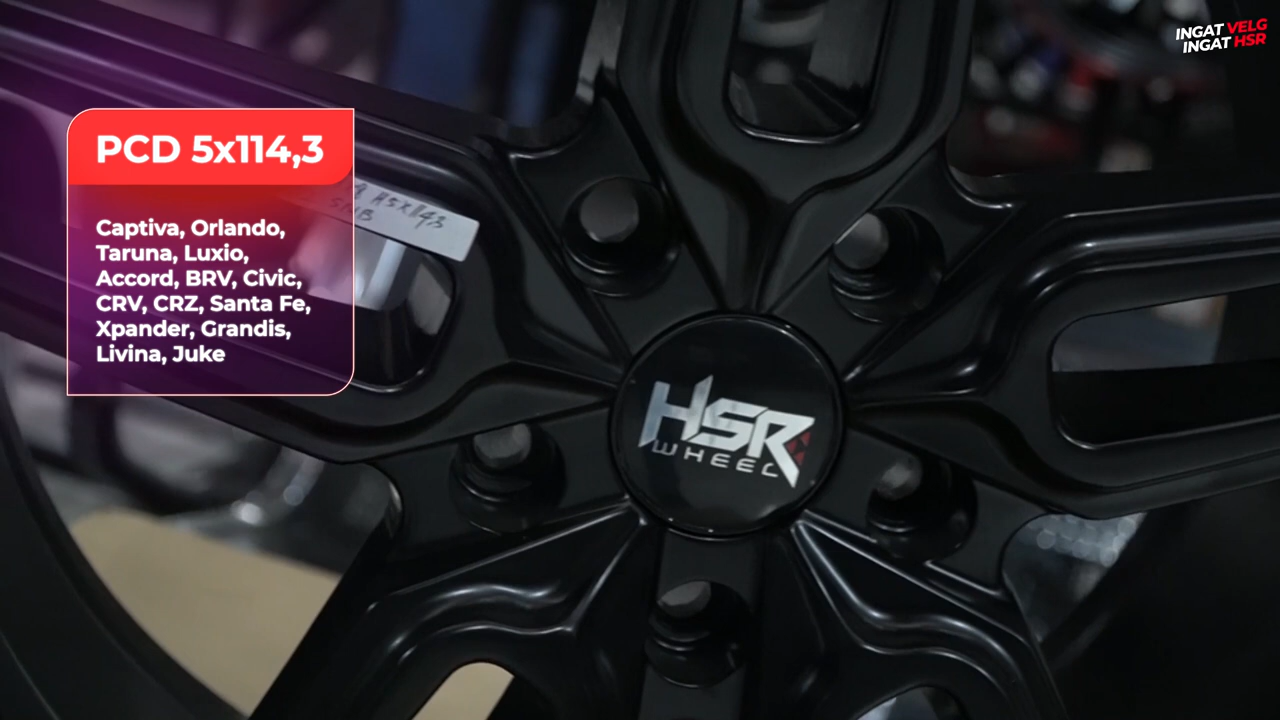 INGAT VELG
INGAT HSR
PCD 5x114,3
Captiva, Orlando,
Taruna, Luxio,
Accord, BRV, Civic,
CRV, CRZ, Santa Fe,
Xpander, Grandis,
Livina, Juke
HSR
WHEEL